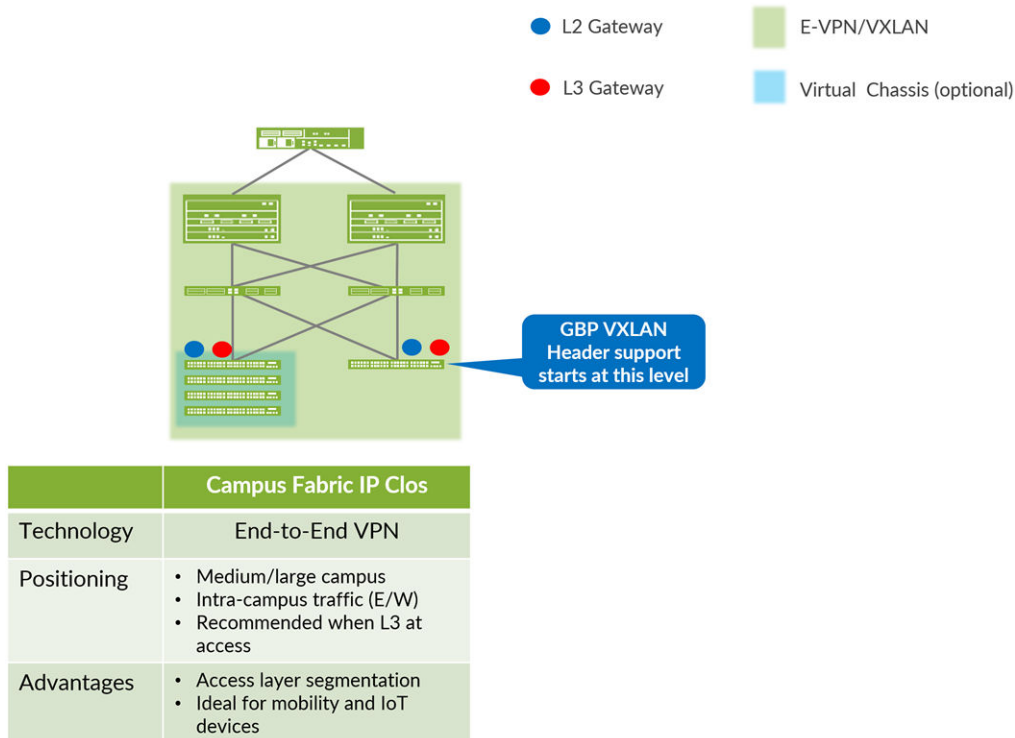 L2 Gateway
E-VPN/VXLAN
L3 Gateway
Virtual Chassis (optional)
GBP VXLAN
Header support
starts at this level
Campus Fabric IP Clos
Technology
End-to-End VPN
Positioning
• Medium/large campus
• Intra-campus traffic (E/W)
• Recommended when L3 at
access
Advantages
• Access layer segmentation
• Ideal for mobility and IoT
devices